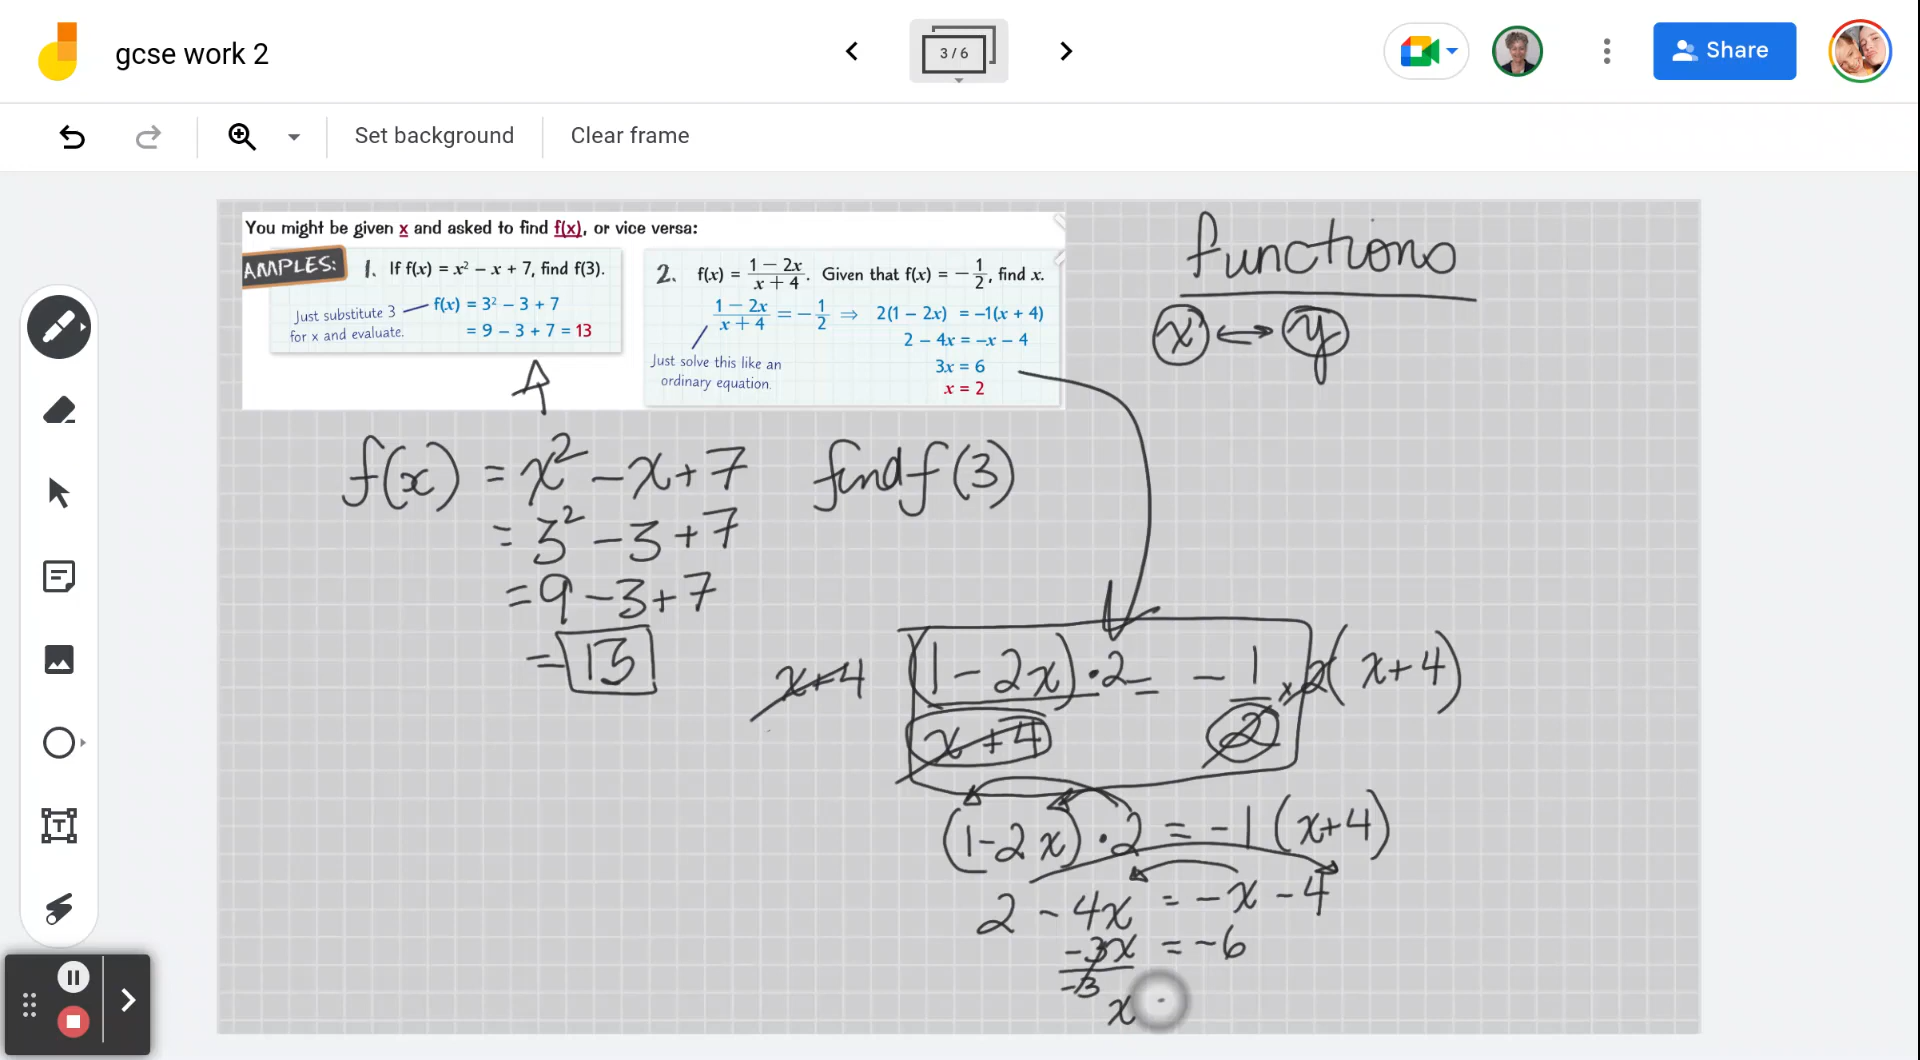 gcse work 2
3 / 6
Share
Set background
Clear frame
You might be given x and asked to find f(x), or vice versa:
AMPLES:
1. If f(x) = x² – x + 7, find f(3).
Just substitute 3
for x and evaluate.
f(x) = 3² – 3 + 7
= 9 – 3 + 7 = 13
2. f(x) = (1 – 2x)/(x + 4). Given that f(x) = –1/2, find x.
(1 – 2x)/(x + 4) = –1/2 ⇒ 2(1 – 2x) = –1(x + 4)
2 – 4x = –x – 4
3x = 6
x = 2
Just solve this like an
ordinary equation.
functions
x ↔ y
f(x) = x² – x + 7 find f(3)
= 3² – 3 + 7
= 9 – 3 + 7
= 13
x+4 (1 – 2x) · 2 = – 1 × 2 (x+4)
x + 4 2
(1 – 2x) · 2 = – 1 (x+4)
2 – 4x = – x – 4
–3x = –6
–3
x
T